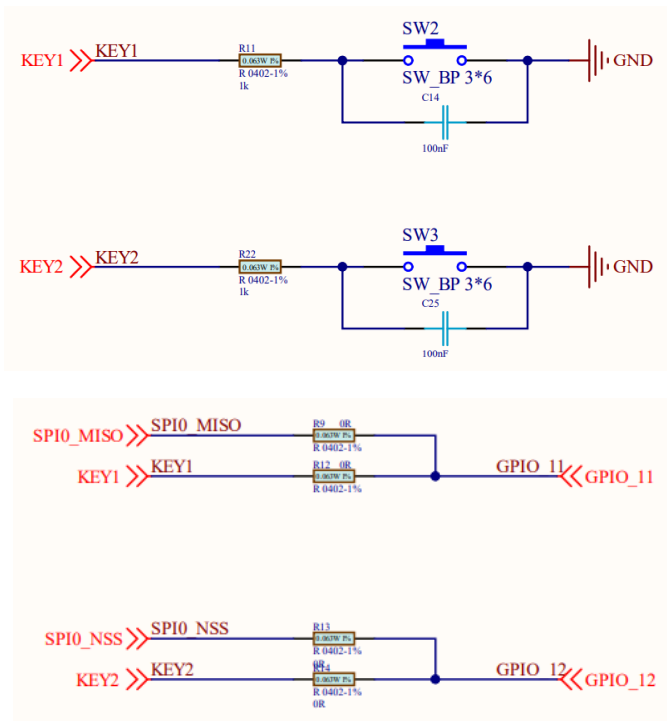 SW2
KEY1 KEY1 R11 GND
0.063W 1%
R 0402-1% SW_BP 3*6
1k C14
100nF
SW3
KEY2 KEY2 R22 GND
0.063W 1%
R 0402-1% SW_BP 3*6
1k C25
100nF
SPI0_MISO SPI0_MISO R9 0R
0.063W 1%
R 0402-1%
KEY1 KEY1 R12 0R GPIO_11 GPIO_11
0.063W 1%
R 0402-1%
SPI0_NSS SPI0_NSS R13
0.063W 1%
R 0402-1%
0R
KEY2 KEY2 R14 GPIO_12 GPIO_12
0.063W 1%
R 0402-1%
0R